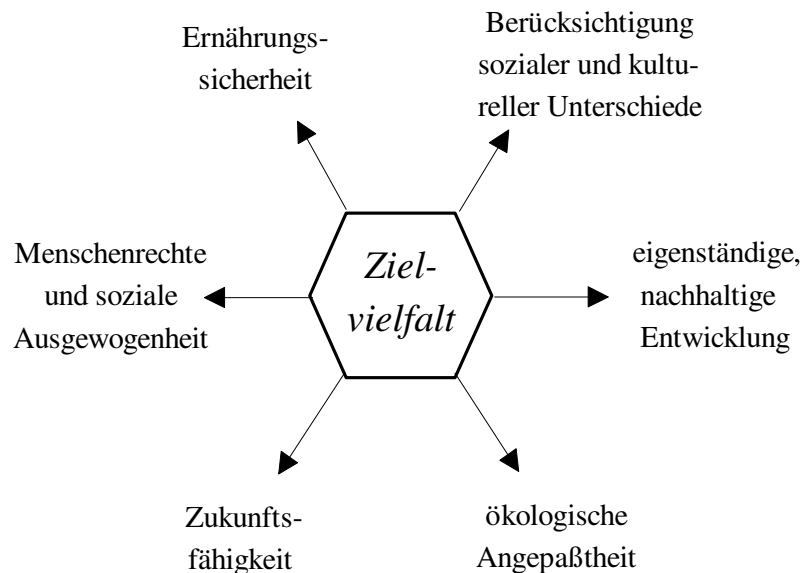 Ernährungs-
sicherheit
Berücksichtigung
sozialer und kultu-
reller Unterschiede
Menschenrechte
und soziale
Ausgewogenheit
Ziel-
vielfalt
eigenständige,
nachhaltige
Entwicklung
Zukunfts-
fähigkeit
ökologische
Angepaßtheit